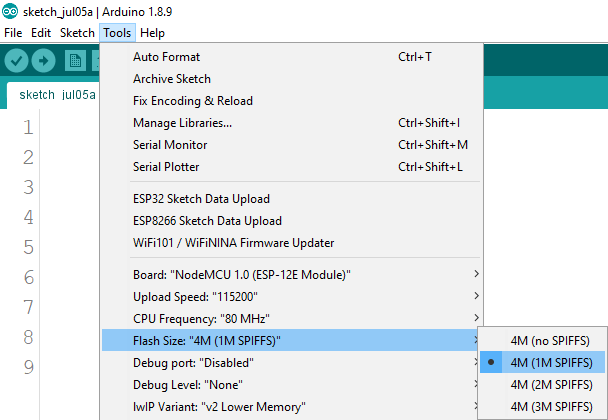 sketch_jul05a | Arduino 1.8.9
File Edit Sketch Tools Help
sketch_jul05a
1
2
3
4
5
6
7
8
9
Auto Format Ctrl+T
Archive Sketch
Fix Encoding & Reload
Manage Libraries... Ctrl+Shift+I
Serial Monitor Ctrl+Shift+M
Serial Plotter Ctrl+Shift+L
ESP32 Sketch Data Upload
ESP8266 Sketch Data Upload
WiFi101 / WiFiNINA Firmware Updater
Board: "NodeMCU 1.0 (ESP-12E Module)"
Upload Speed: "115200"
CPU Frequency: "80 MHz"
Flash Size: "4M (1M SPIFFS)"
Debug port: "Disabled"
Debug Level: "None"
lwIP Variant: "v2 Lower Memory"
4M (no SPIFFS)
4M (1M SPIFFS)
4M (2M SPIFFS)
4M (3M SPIFFS)